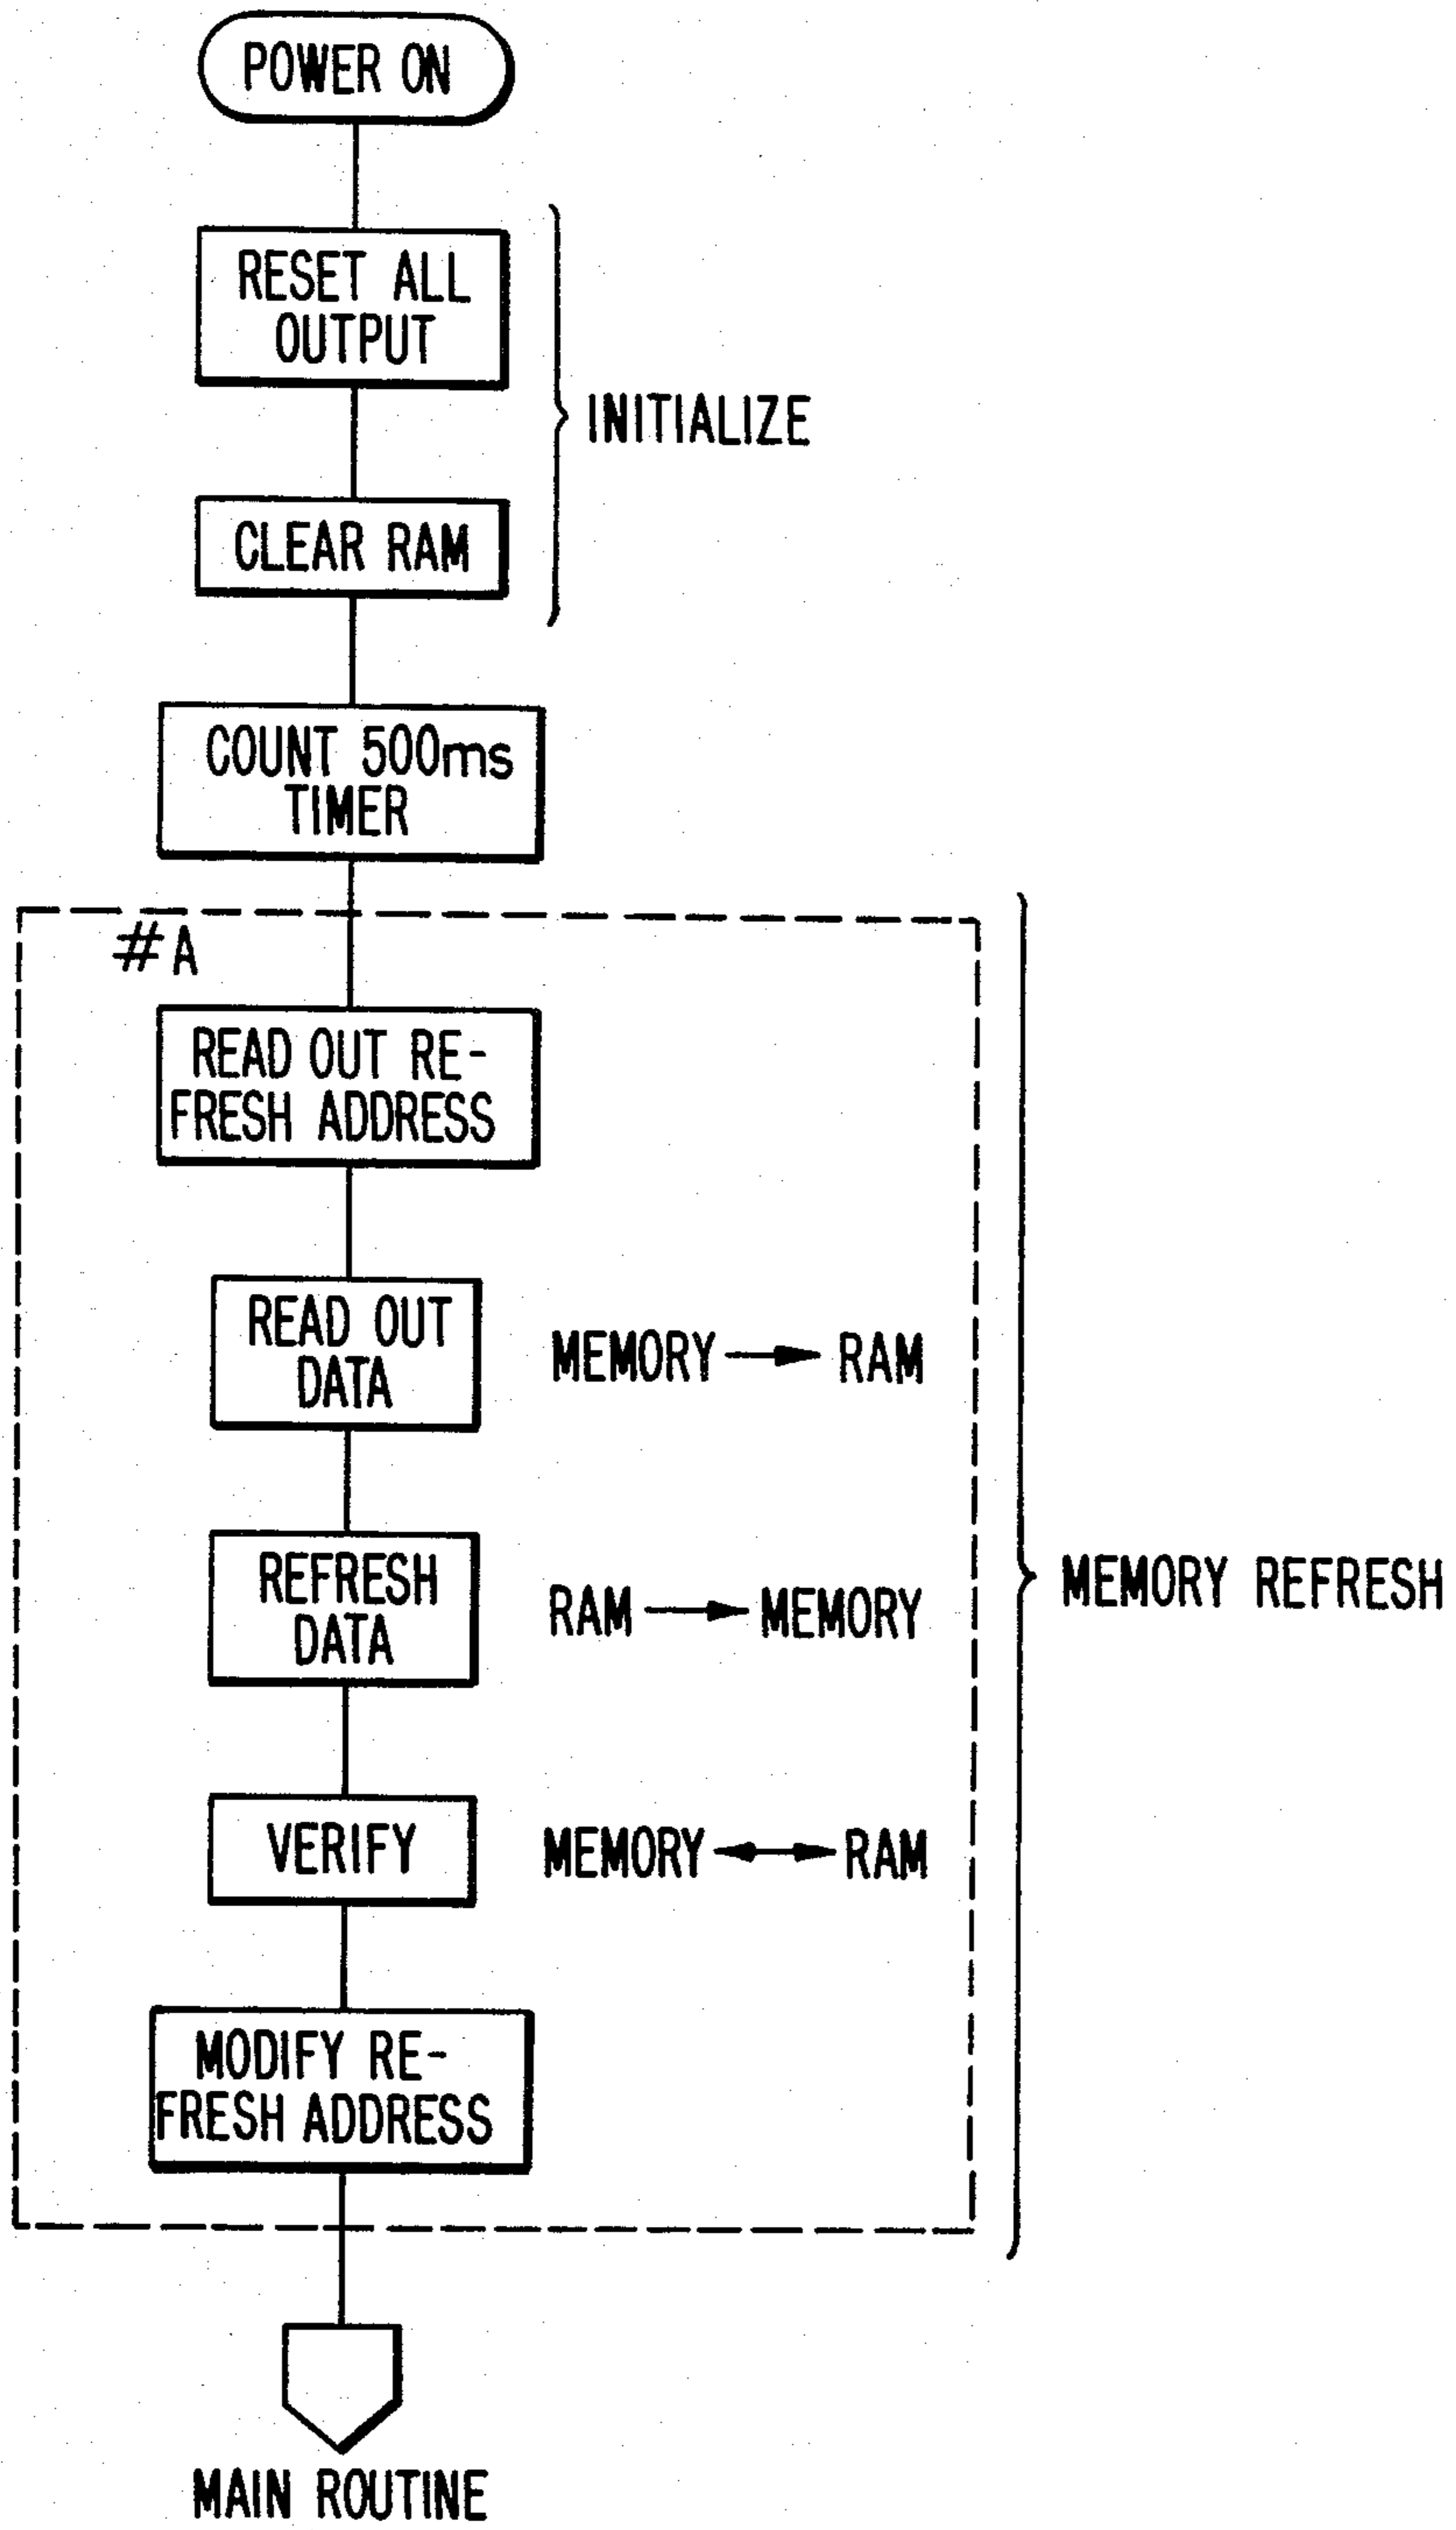 POWER ON
RESET ALL
OUTPUT
INITIALIZE
CLEAR RAM
COUNT 500ms
TIMER
#A
READ OUT RE-
FRESH ADDRESS
READ OUT
DATA
MEMORY → RAM
REFRESH
DATA
RAM → MEMORY
MEMORY REFRESH
VERIFY
MEMORY ↔ RAM
MODIFY RE-
FRESH ADDRESS
MAIN ROUTINE